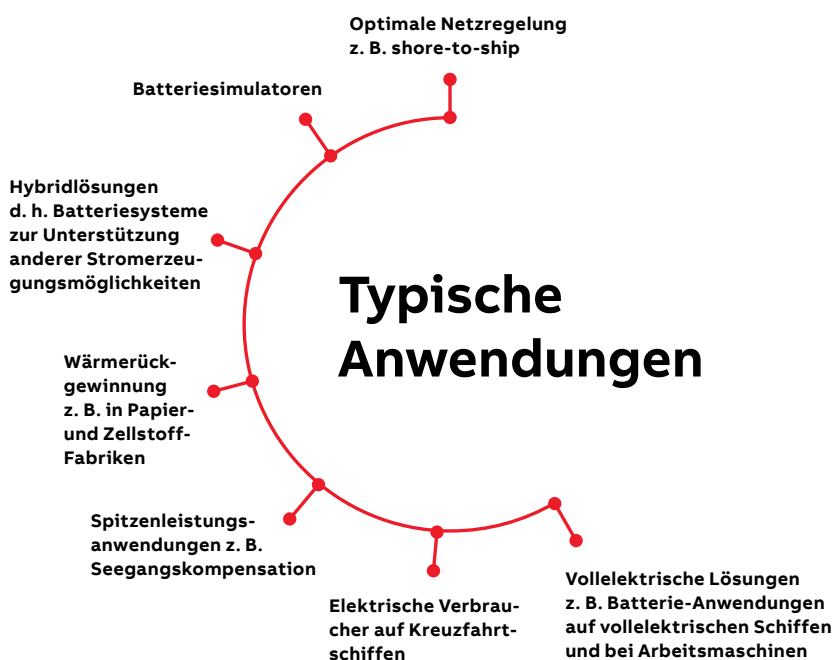 Optimale Netzregelung
z. B. shore-to-ship
Batteriesimulatoren
Hybridlösungen
d. h. Batteriesysteme
zur Unterstützung
anderer Stromerzeu-
gungsmöglichkeiten
Typische
Anwendungen
Wärmerück-
gewinnung
z. B. in Papier-
und Zellstoff-
Fabriken
Spitzenleistungs-
anwendungen z. B.
Seegangskompensation
Elektrische Verbrau-
cher auf Kreuzfahrt-
schiffen
Vollelektrische Lösungen
z. B. Batterie-Anwendungen
auf vollelektrischen Schiffen
und bei Arbeitsmaschinen